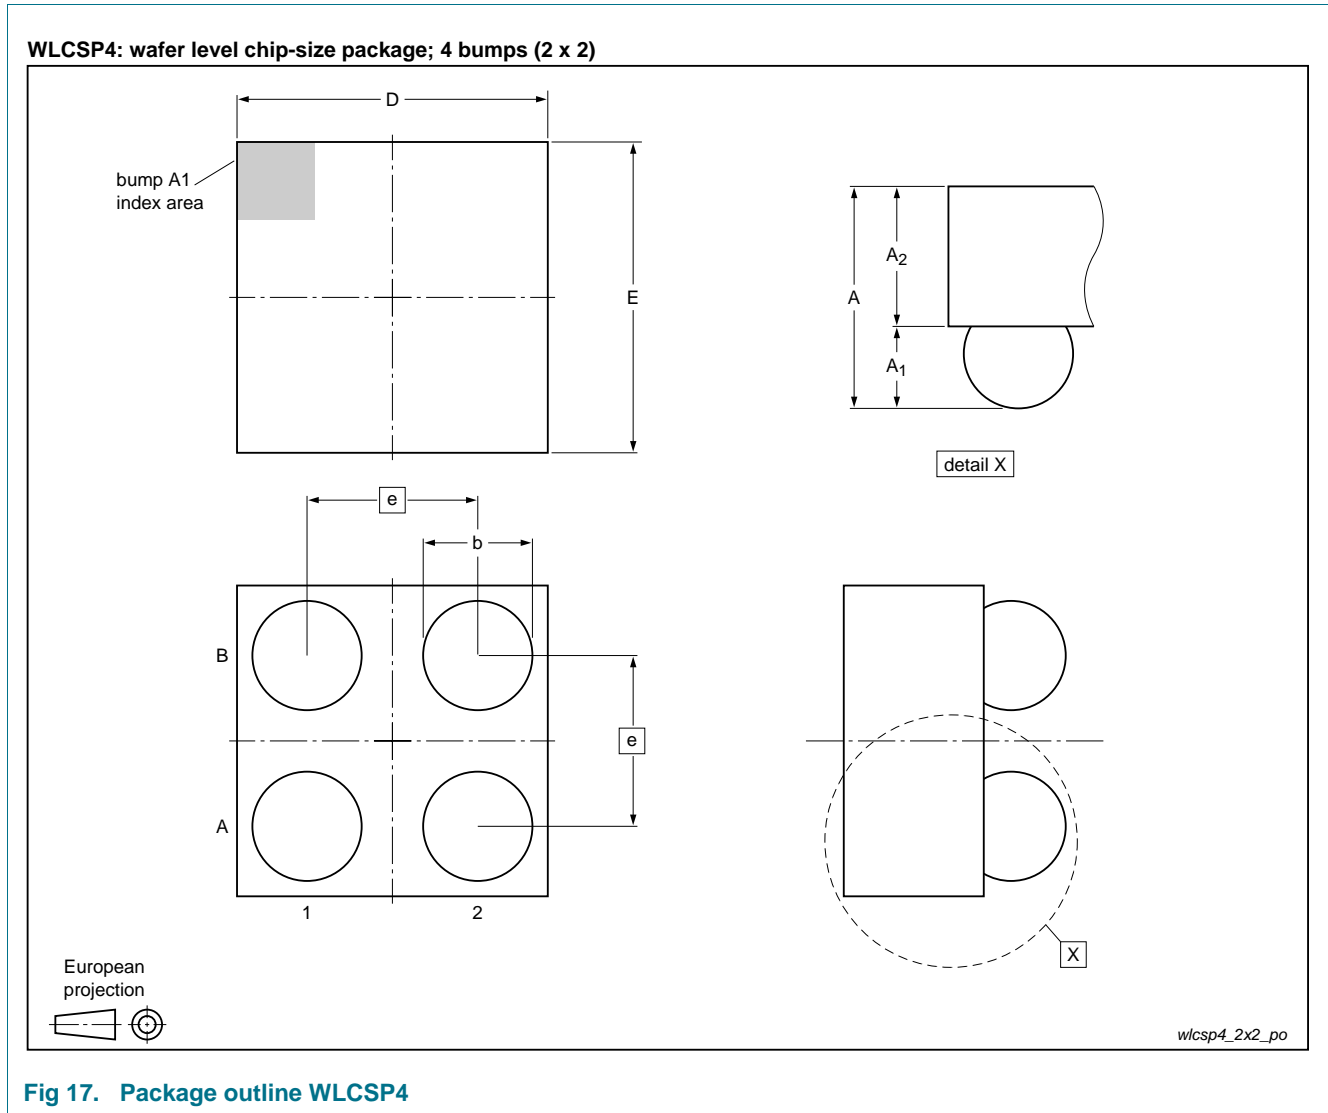 WLCSP4: wafer level chip-size package; 4 bumps (2 x 2)
D
bump A1
index area
E
A
A2
A1
detail X
e
b
B
e
A
1
2
X
European
projection
wlcsp4_2x2_po
Fig 17. Package outline WLCSP4